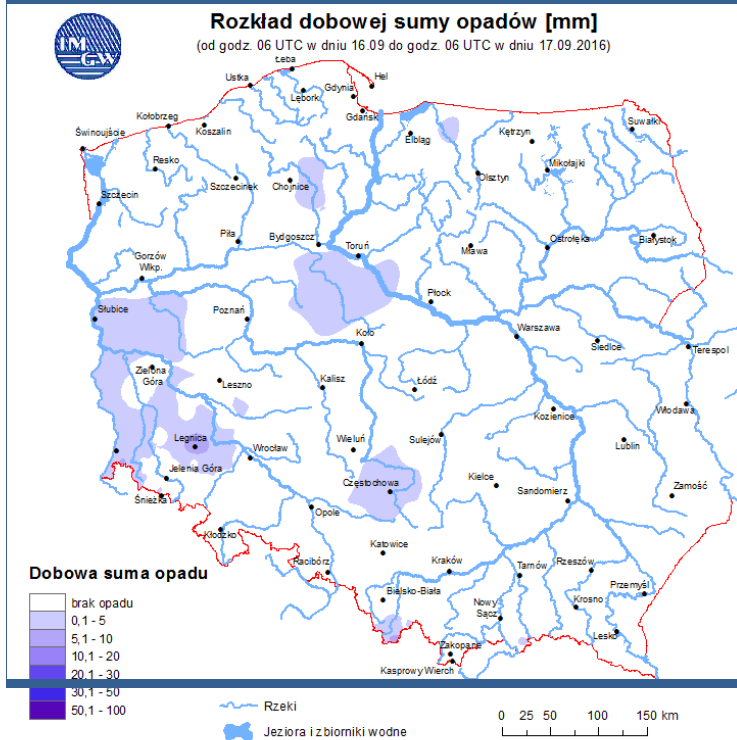 Rozkład dobowej sumy opadów [mm]
(od godz. 06 UTC w dniu 16.09 do godz. 06 UTC w dniu 17.09.2016)
IM
GW
Łeba
Hel
Ustka
Gdynia
Lębork
Gdańsk
Kołobrzeg
Koszalin
Suwałki
Świnoujście
Elbląg
Kętrzyn
Resko
Mikołajki
Olsztyn
Szczecinek
Chojnice
Szczecin
Piła
Bydgoszcz
Toruń
Ostrołęka
Białystok
Mława
Gorzów
Wlkp.
Płock
Słubice
Poznań
Koło
Warszawa
Siedlce
Terespol
Zielona
Góra
Leszno
Kalisz
Łódź
Kozienice
Włodawa
Legnica
Wrocław
Wieluń
Sulejów
Lublin
Jelenia Góra
Śnieżka
Częstochowa
Kielce
Sandomierz
Zamość
Opole
Kłodzko
Katowice
Kraków
Racibórz
Tarnów
Rzeszów
Przemyśl
Bielsko-Biała
Nowy
Sącz
Krosno
Lesko
Zakopane
Kasprowy Wierch
Dobowa suma opadu
brak opadu
0,1 - 5
5,1 - 10
10,1 - 20
20,1 - 30
30,1 - 50
50,1 - 100
Rzeki
Jeziora i zbiorniki wodne
0 25 50 100 150 km